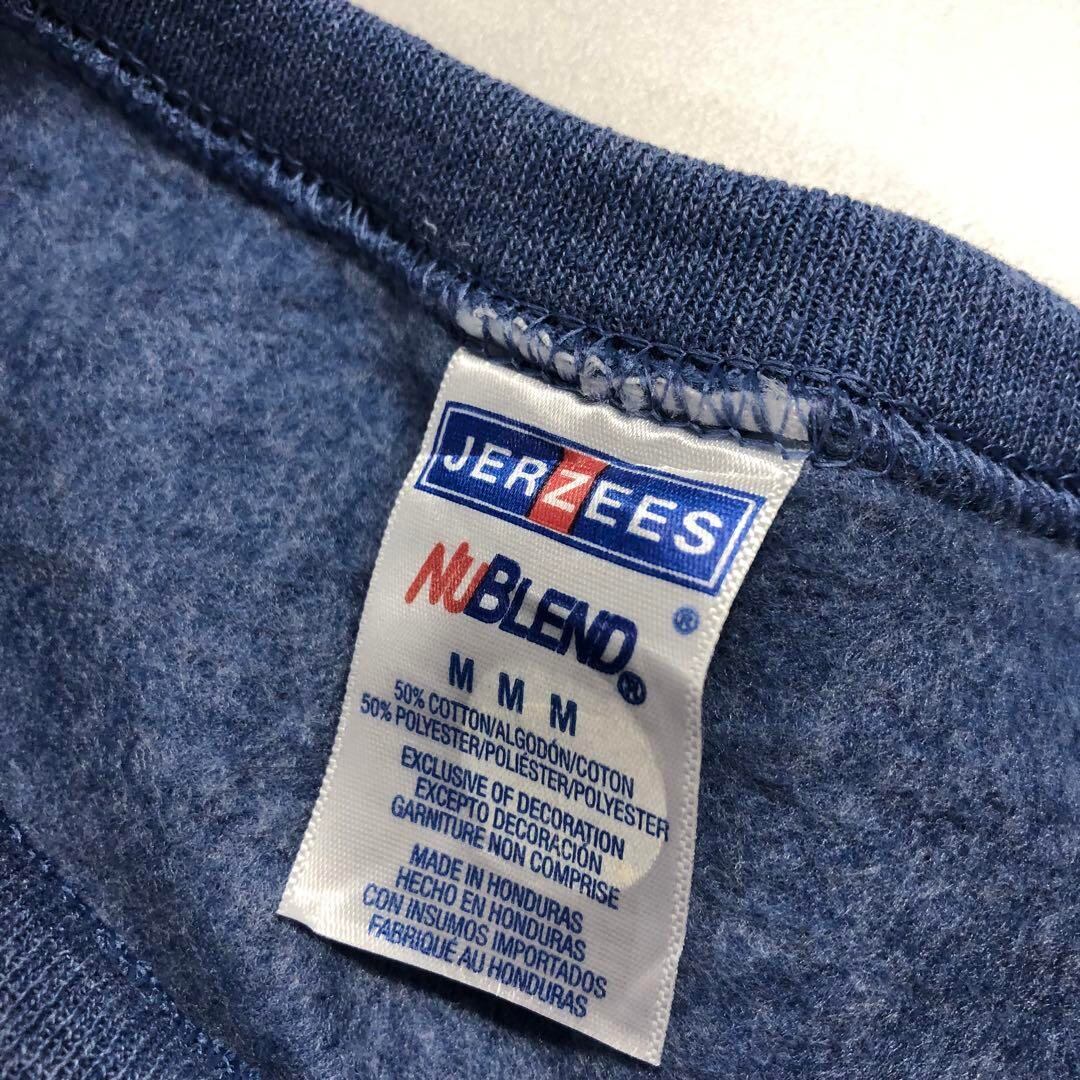 JERZEES
®
NUBLEND®
M M M
50% COTTON/ALGODÓN/COTON
50% POLYESTER/POLIÉSTER/POLYESTER
EXCLUSIVE OF DECORATION
EXCEPTO DECORACIÓN
GARNITURE NON COMPRISE
MADE IN HONDURAS
HECHO EN HONDURAS
CON INSUMOS IMPORTADOS
FABRIQUÉ AU HONDURAS